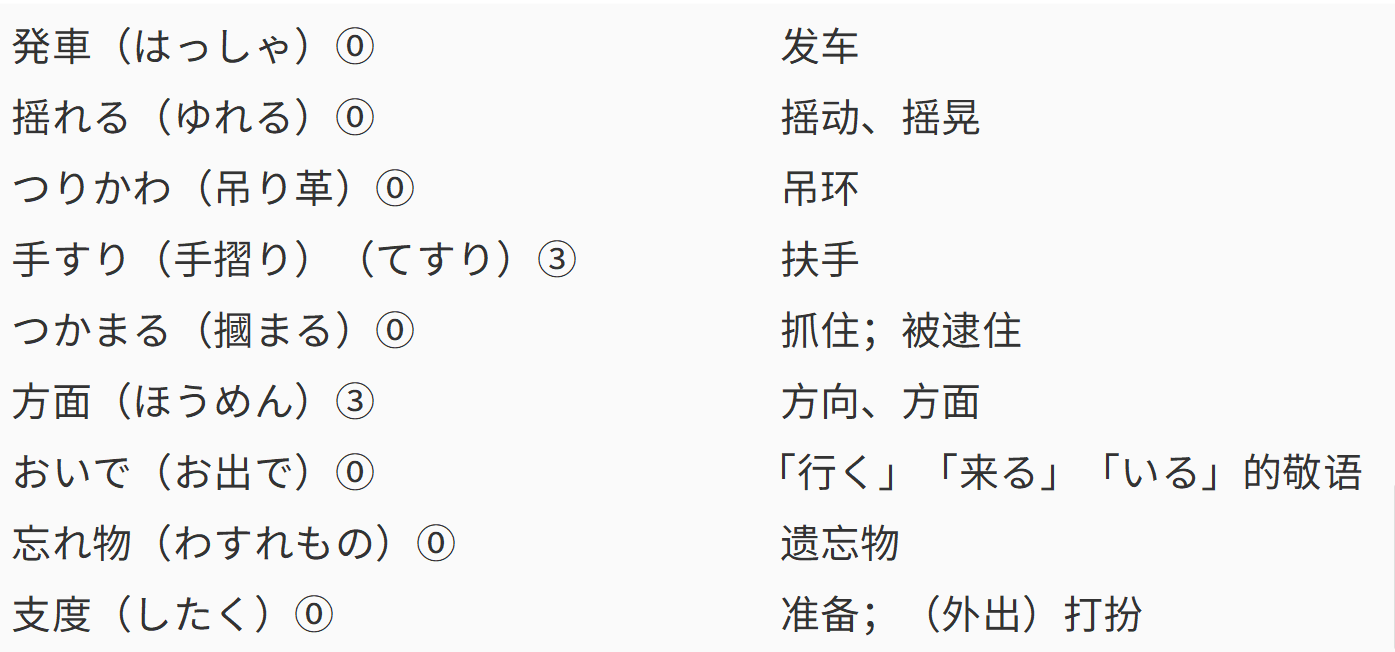 発車（はっしゃ）⓪ 发车
揺れる（ゆれる）⓪ 摇动、摇晃
つりかわ（吊り革）⓪ 吊环
手すり（手摺り）（てすり）③ 扶手
つかまる（摑まる）⓪ 抓住；被逮住
方面（ほうめん）③ 方向、方面
おいで（お出で）⓪ 「行く」「来る」「いる」的敬语
忘れ物（わすれもの）⓪ 遗忘物
支度（したく）⓪ 准备；（外出）打扮